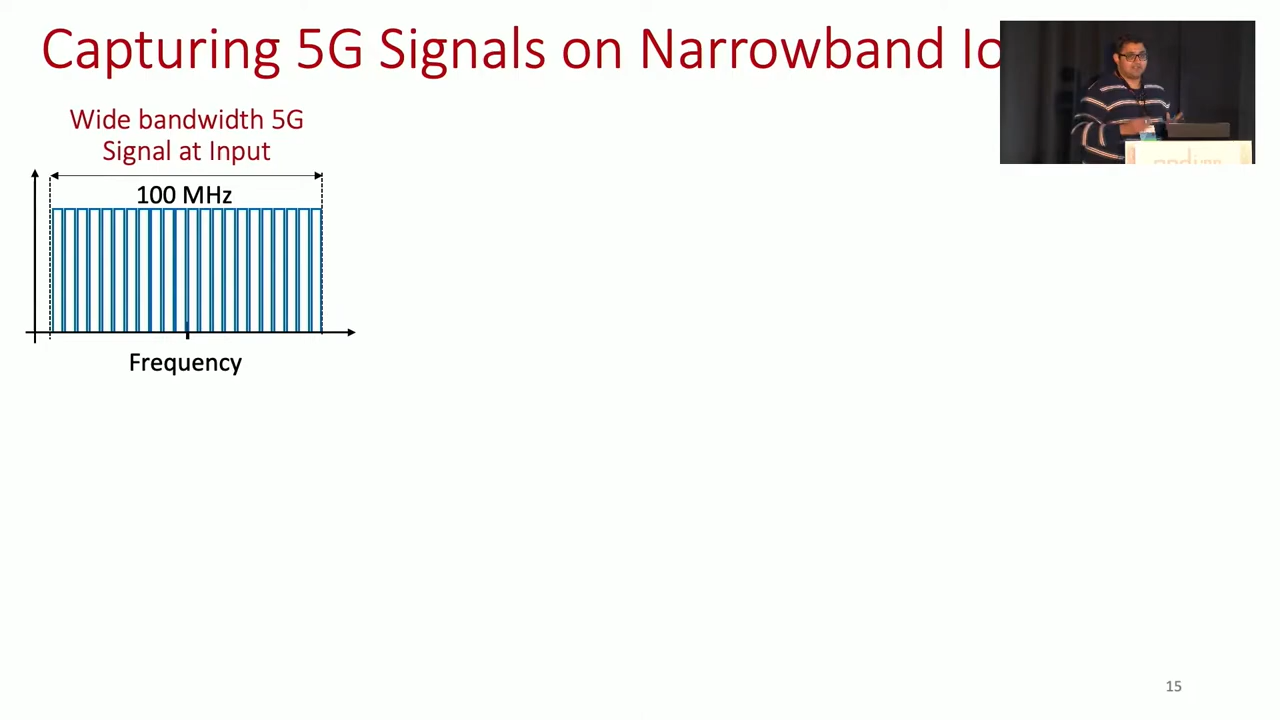 Capturing 5G Signals on Narrowband Io
Wide bandwidth 5G
Signal at Input
100 MHz
Frequency
15